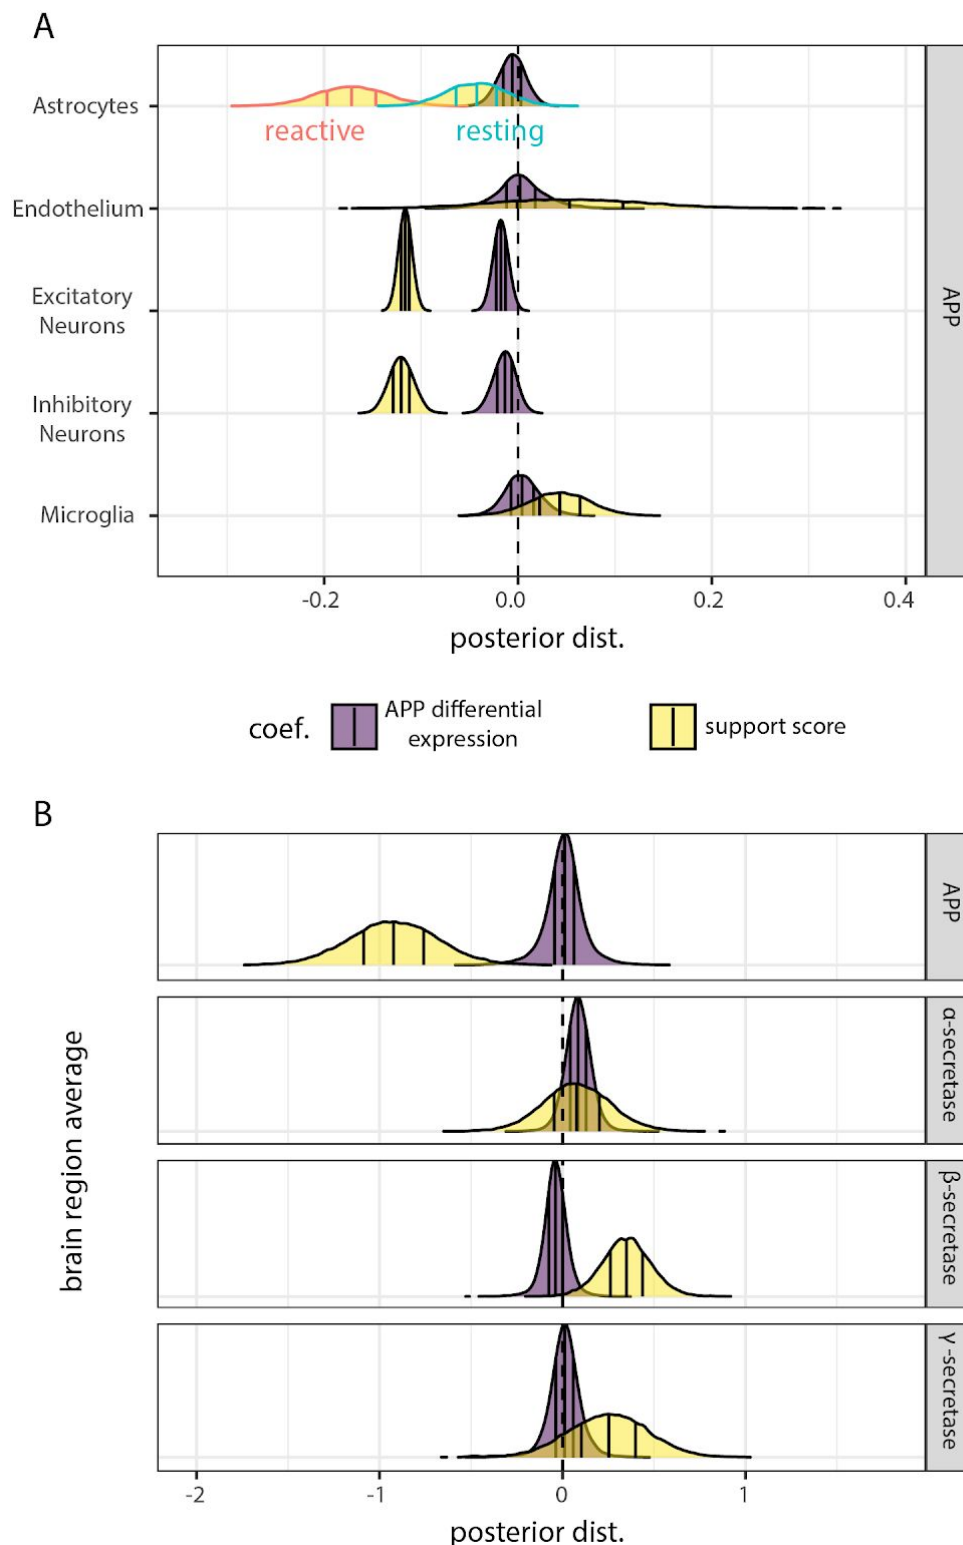 A
Astrocytes
reactive
resting
Endothelium
Excitatory
Neurons
Inhibitory
Neurons
Microglia
APP
-0.2
0.0
0.2
0.4
posterior dist.
coef.
APP differential
expression
support score
B
brain region average
APP
α-secretase
β-secretase
γ-secretase
-2
-1
0
1
posterior dist.